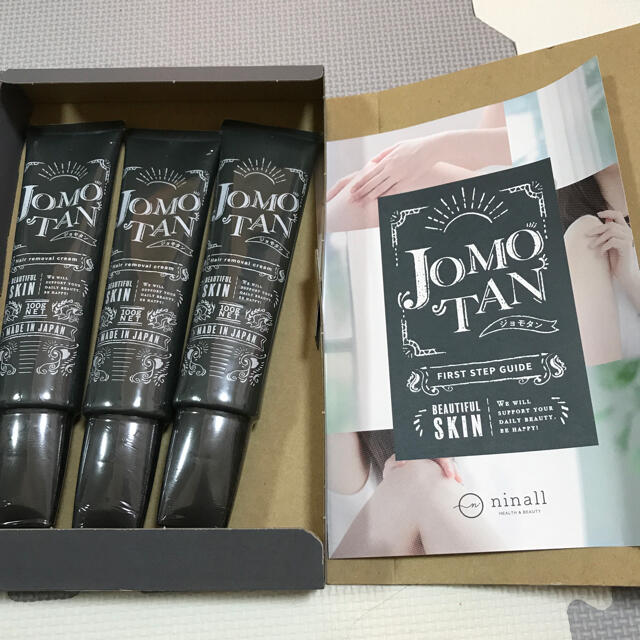 JOMO
TAN
ジョモタン
Hair removal cream
BEAUTIFUL
SKIN
WE WILL
SUPPORT YOUR
DAILY BEAUTY.
BE HAPPY!
100g
NET
MADE IN JAPAN
JOMO
TAN
ジョモタン
Hair removal cream
BEAUTIFUL
SKIN
WE WILL
SUPPORT YOUR
DAILY BEAUTY.
BE HAPPY!
100g
NET
MADE IN JAPAN
JOMO
TAN
ジョモタン
Hair removal cream
BEAUTIFUL
SKIN
WE WILL
SUPPORT YOUR
DAILY BEAUTY.
BE HAPPY!
100g
NET
MADE IN JAPAN
JOMO
TAN
ジョモタン
FIRST STEP GUIDE
BEAUTIFUL
SKIN
WE WILL
SUPPORT YOUR
DAILY BEAUTY.
BE HAPPY!
ninall
HEALTH & BEAUTY